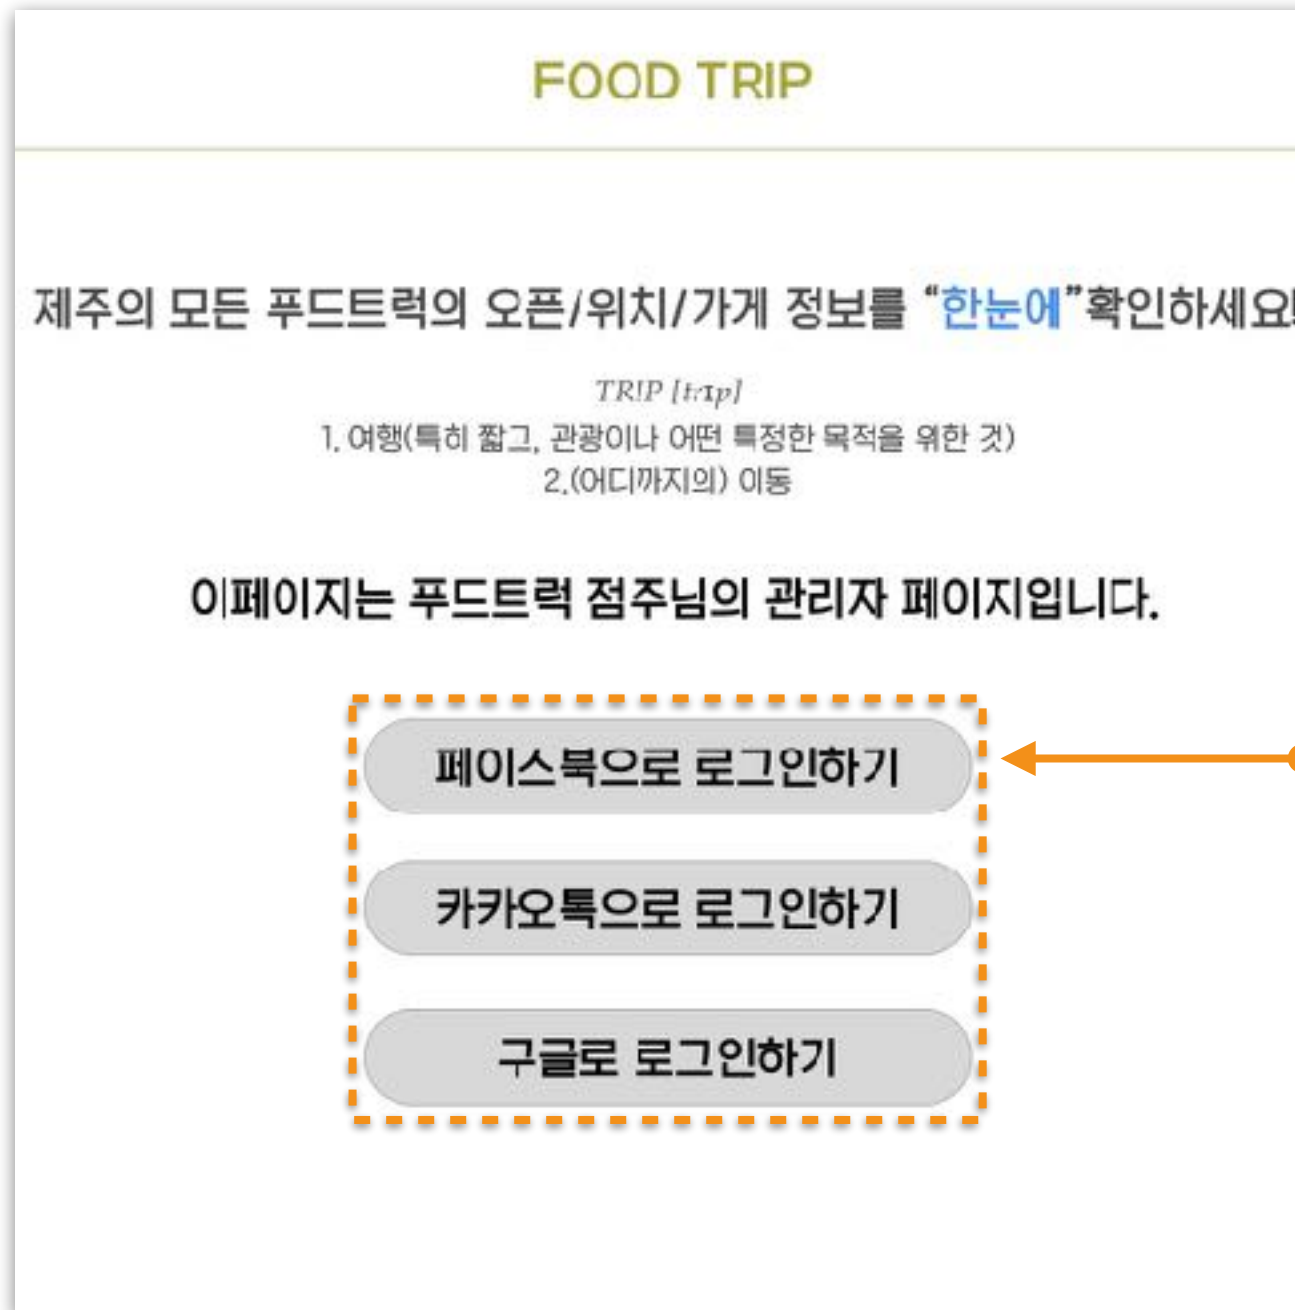 FOOD TRIP
제주의 모든 푸드트럭의 오픈/위치/가게 정보를 “한눈에”확인하세요!
TRIP [trɪp]
1. 여행(특히 짧고, 관광이나 어떤 특정한 목적을 위한 것)
2.(어디까지의) 이동
이페이지는 푸드트럭 점주님의 관리자 페이지입니다.
페이스북으로 로그인하기
카카오톡으로 로그인하기
구글로 로그인하기